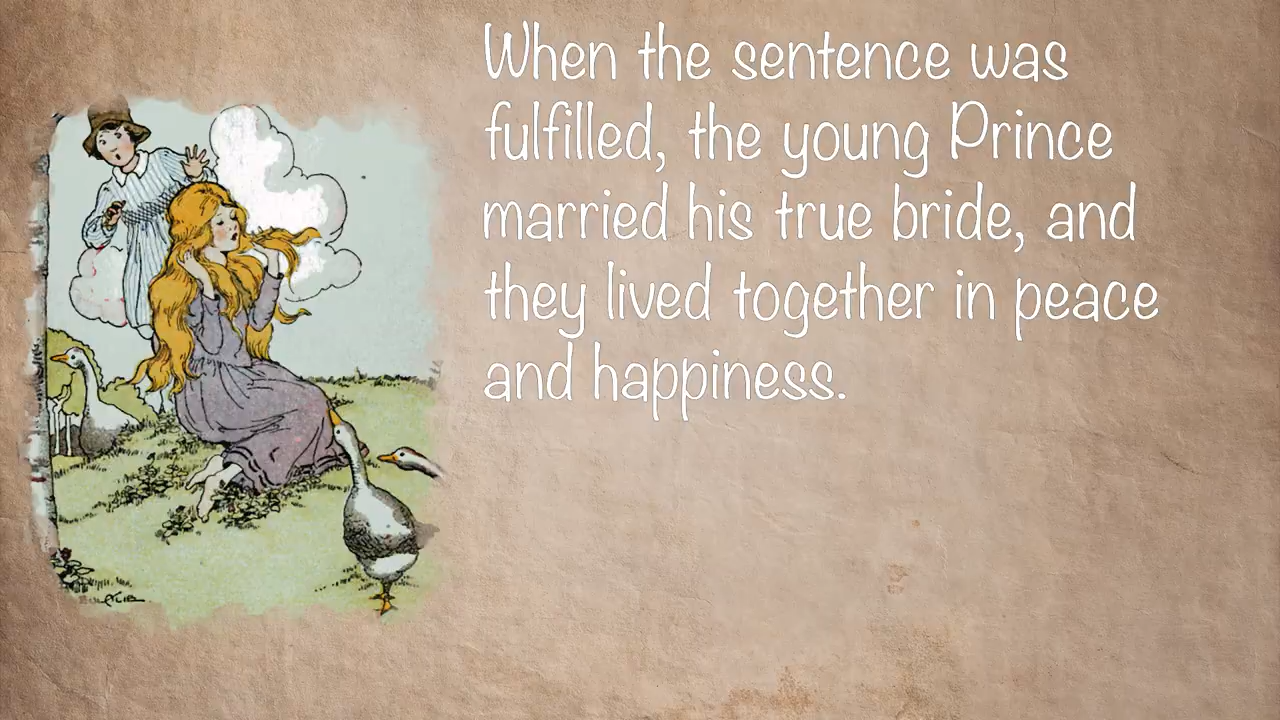 When the sentence was
fulfilled, the young Prince
married his true bride, and
they lived together in peace
and happiness.